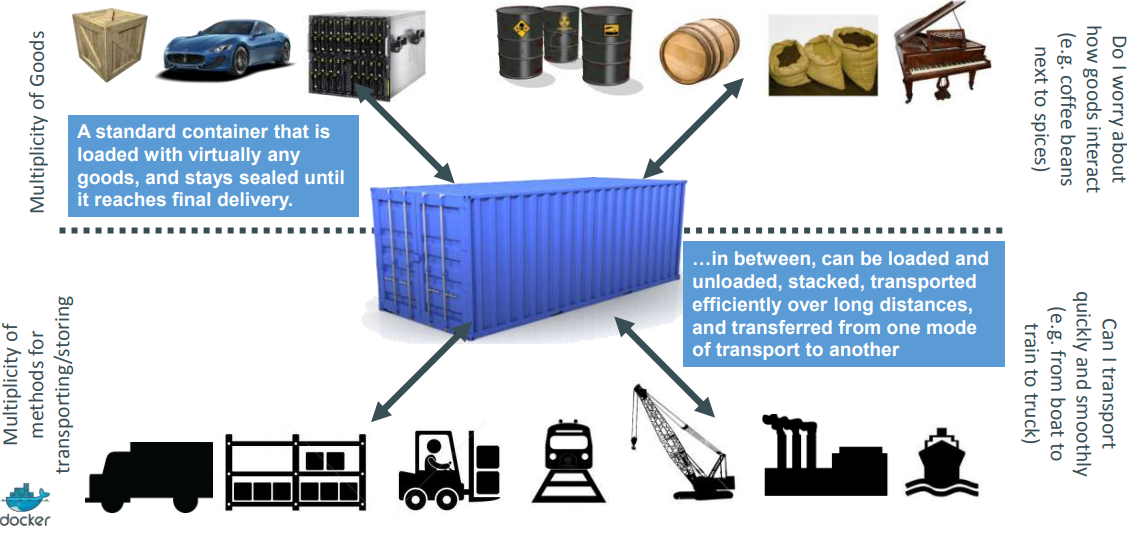 Multiplicity of Goods
Do I worry about
how goods interact
(e.g. coffee beans
next to spices)
A standard container that is
loaded with virtually any
goods, and stays sealed until
it reaches final delivery.
…in between, can be loaded and
unloaded, stacked, transported
efficiently over long distances,
and transferred from one mode
of transport to another
Multiplicity of
methods for
transporting/storing
Can I transport
quickly and smoothly
(e.g. from boat to
train to truck)
docker